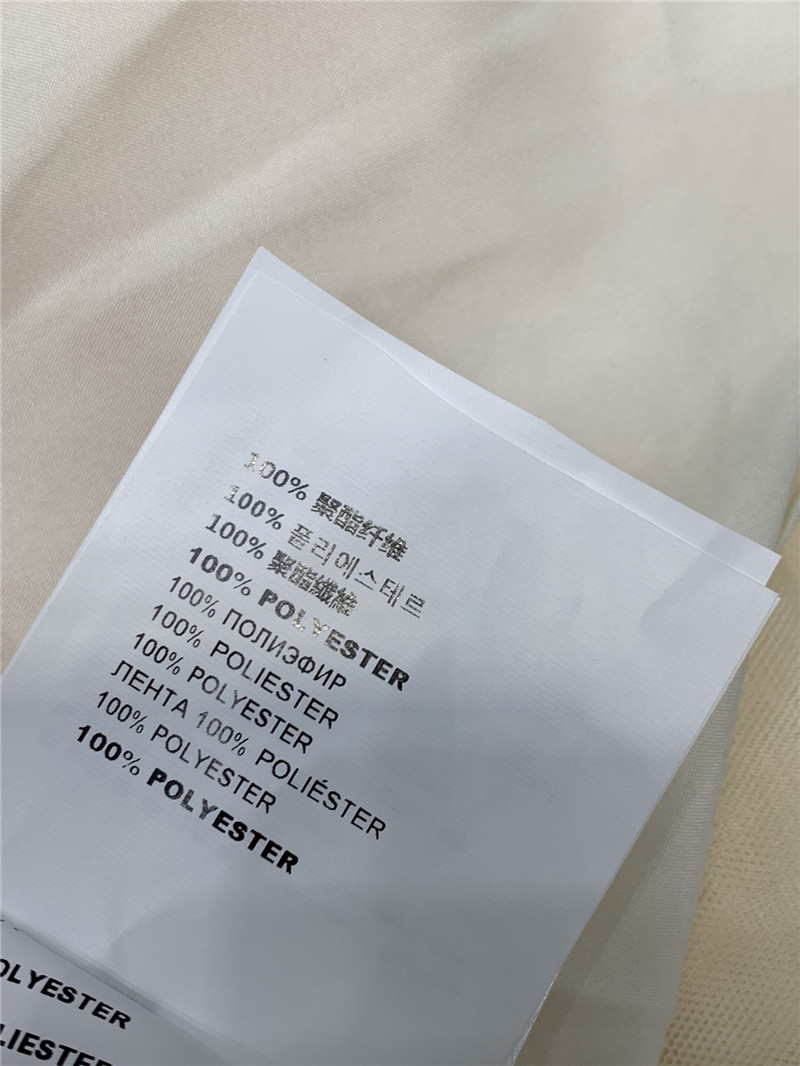 100% 聚酯纤维
100% 폴리에스테르
100% 聚酯纖維
100% POLYESTER
100% ПОЛИЭФИР
100% POLIESTER
100% POLYESTER
ЛЕНТА 100% POLIÉSTER
100% POLYESTER
100% POLYESTER
OLYESTER
LIESTER